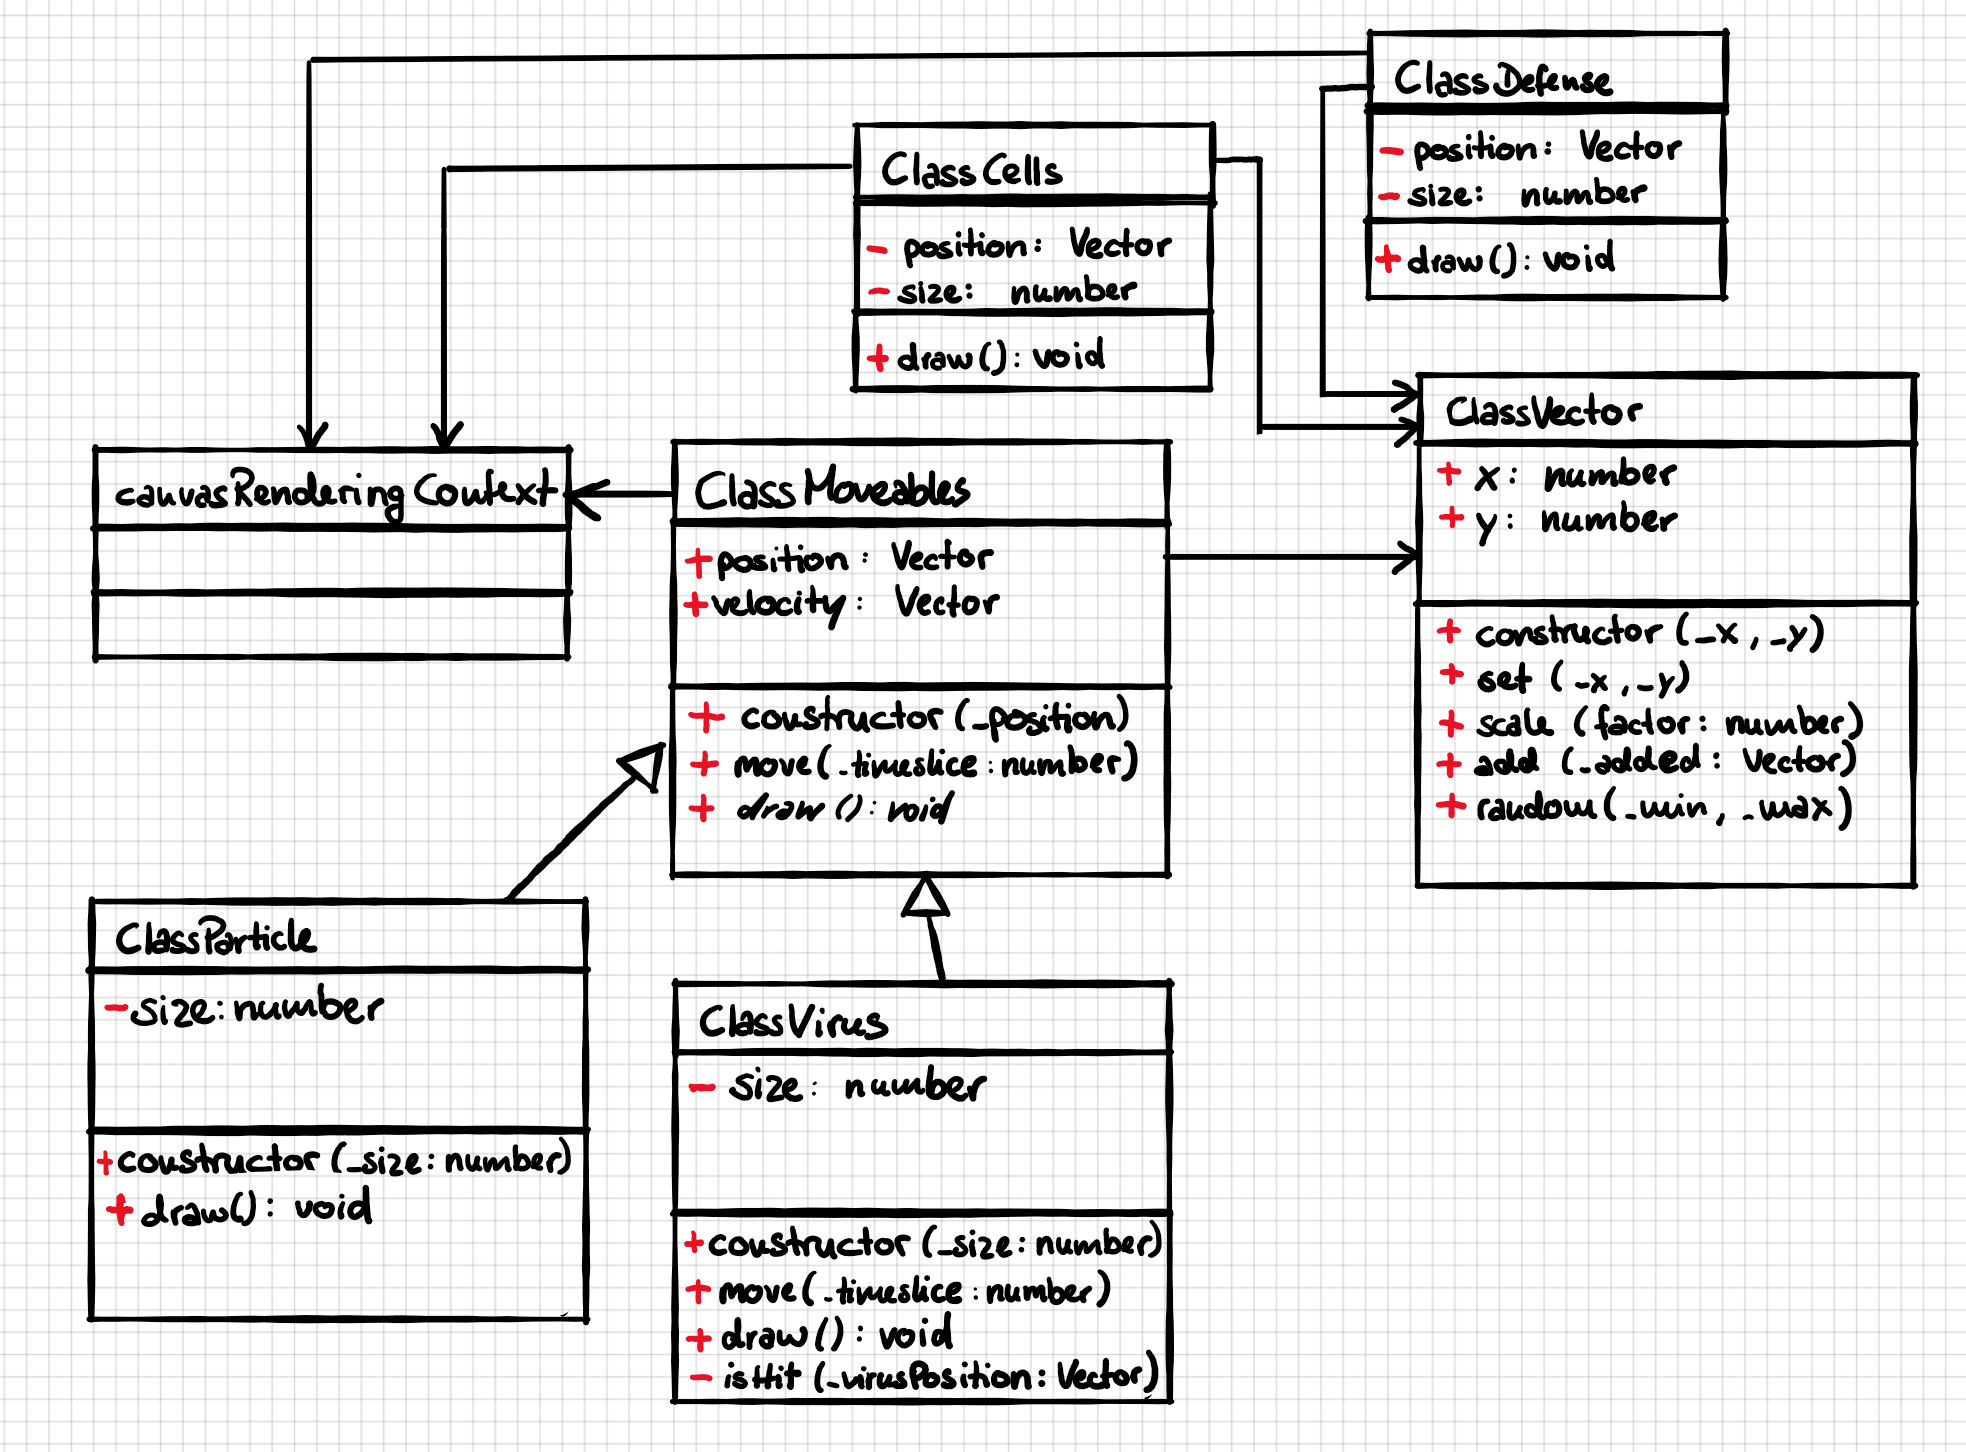 Class Defense
- position: Vector
- size: number
+ draw(): void
Class Cells
- position: Vector
- size: number
+ draw(): void
canvasRendering Context
Class Moveables
+ position: Vector
+ velocity: Vector
+ constructor (_position)
+ move(_timeslice: number)
+ draw (): void
ClassVector
+ x: number
+ y: number
+ constructor (_x, _y)
+ set (_x, _y)
+ scale (factor: number)
+ add (_added: Vector)
+ random(_min, _max)
ClassParticle
- size: number
+ constructor (_size: number)
+ draw(): void
ClassVirus
- size: number
+ constructor (_size: number)
+ move(_timeslice: number)
+ draw(): void
- isHit (_virusPosition: Vector)